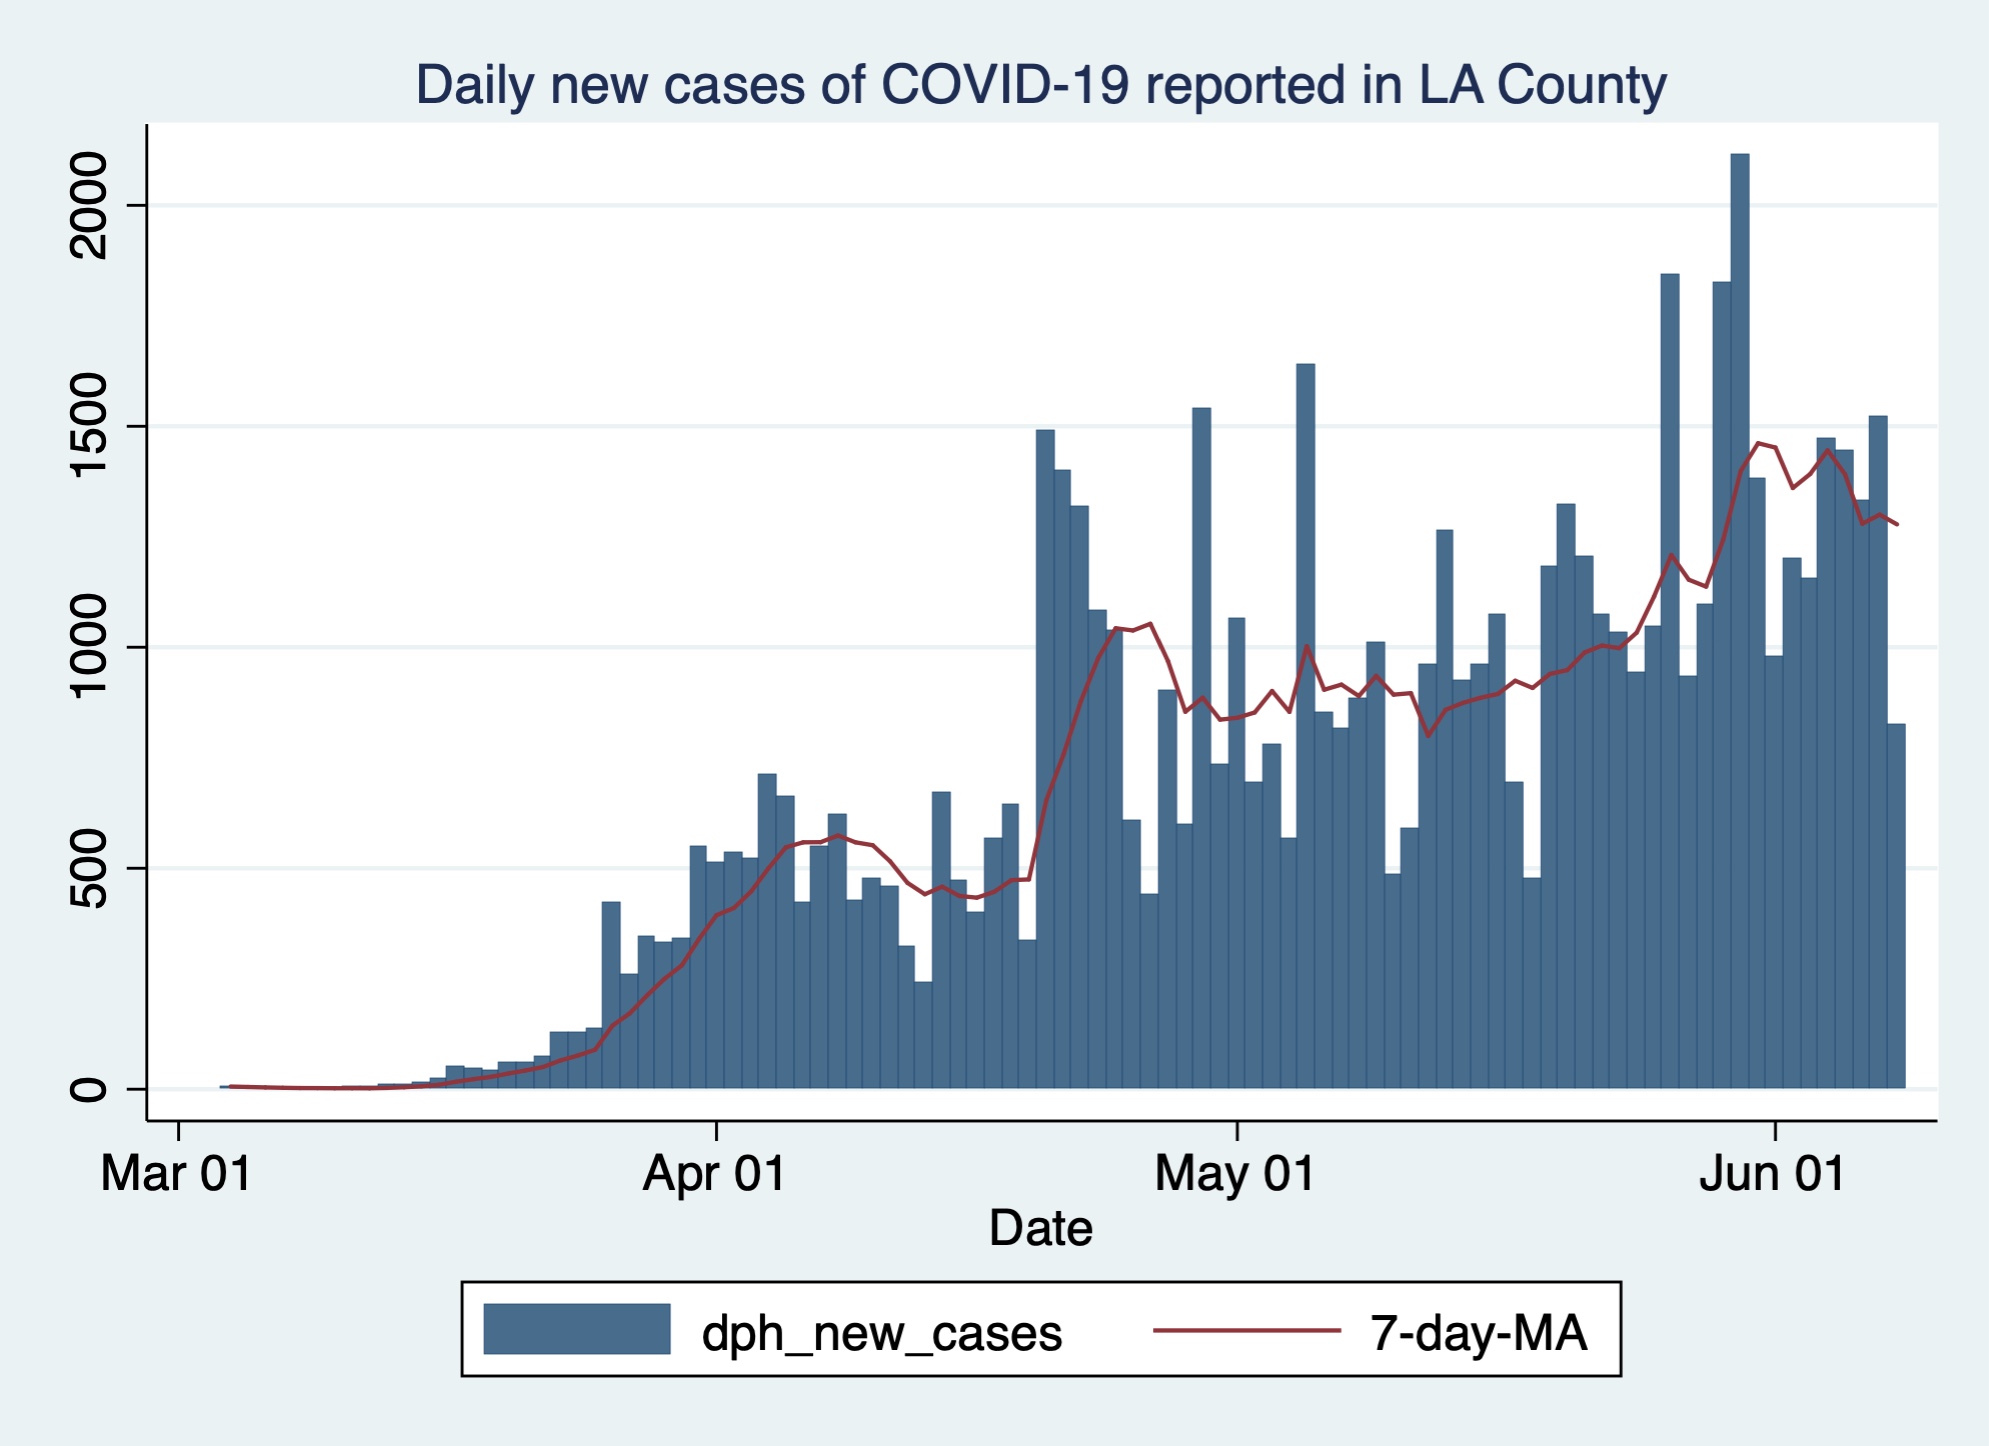 Daily new cases of COVID-19 reported in LA County
2000
1500
1000
500
0
Mar 01 Apr 01 May 01 Jun 01
Date
dph_new_cases 7-day-MA